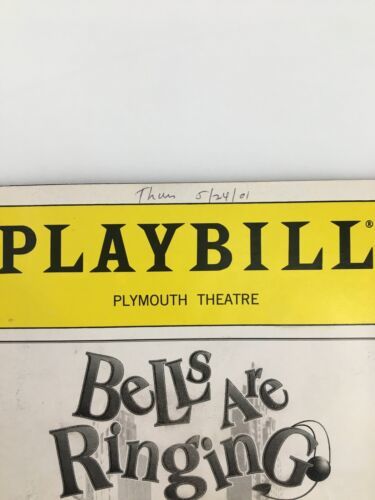 Thurs 5/24/01
PLAYBILL®
PLYMOUTH THEATRE
BELLS ARE
RINGING